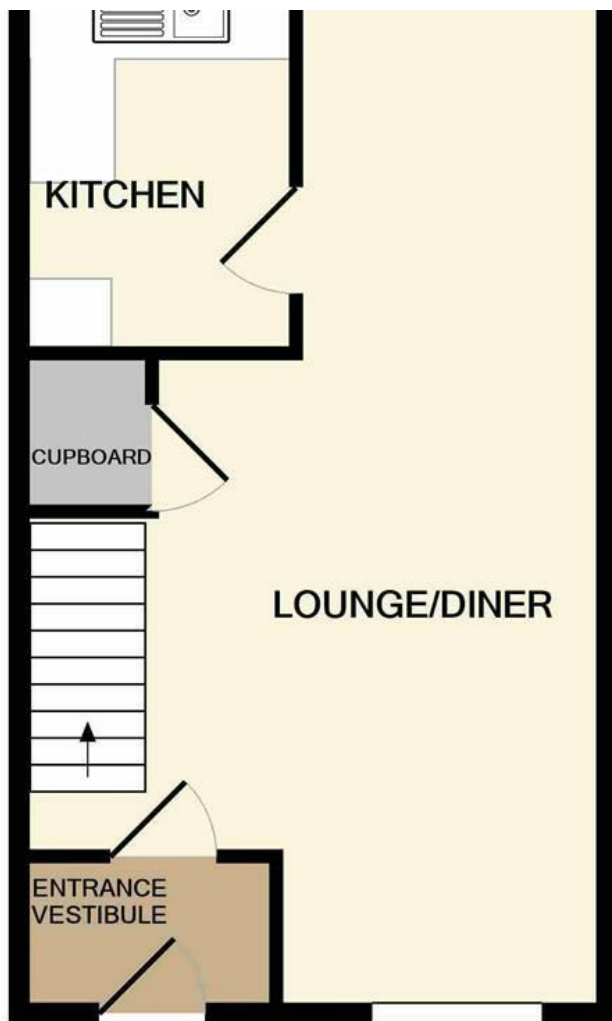 KITCHEN
CUPBOARD
LOUNGE/DINER
ENTRANCE
VESTIBULE